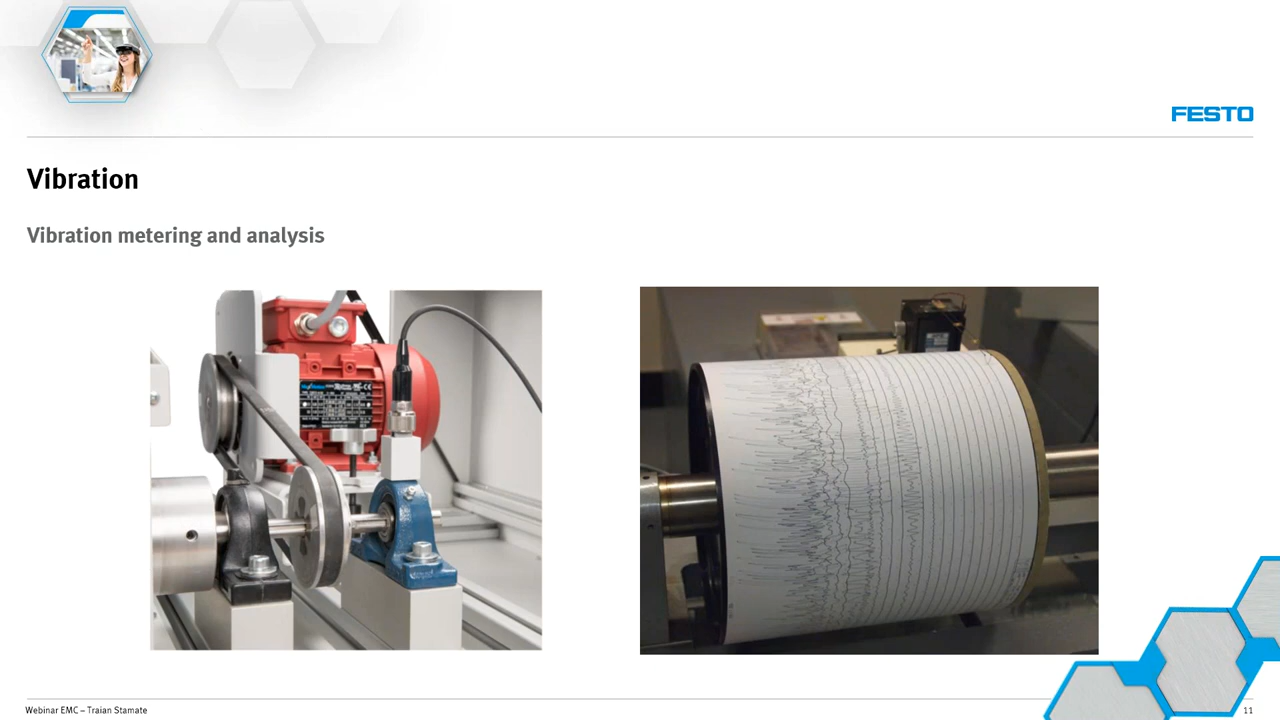 FESTO
Vibration
Vibration metering and analysis
Webinar EMC – Traian Stamate
11